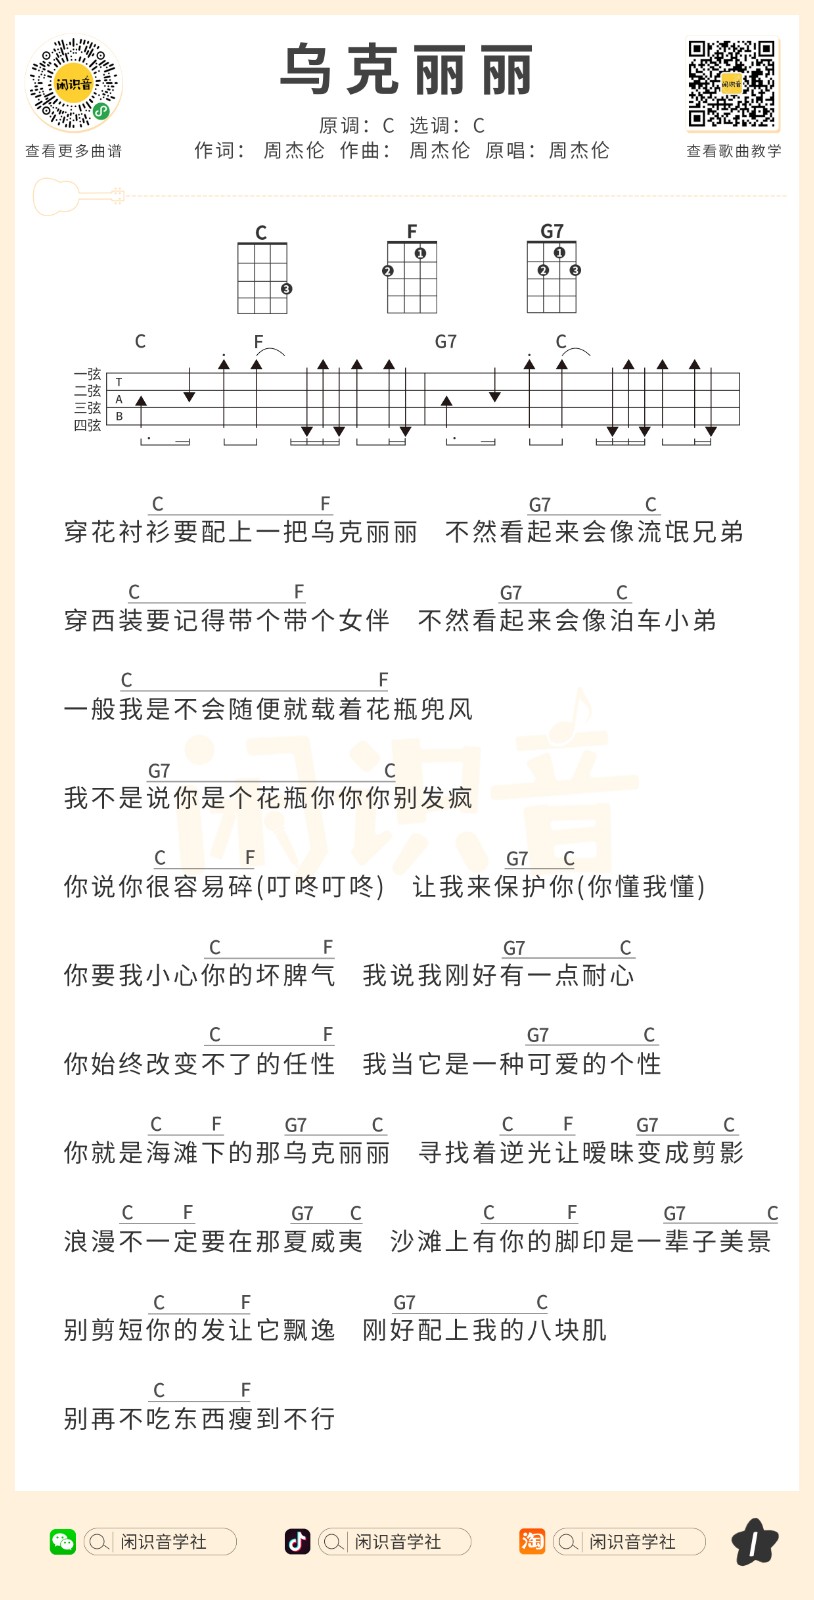 闲识音
闲识音
乌克丽丽
原调：C 选调：C
作词： 周杰伦 作曲： 周杰伦 原唱：周杰伦
查看更多曲谱
查看歌曲教学
C F G7
3 2 1 2 1 3
C F G7 C
一弦
二弦
三弦
四弦
T
A
B
C F G7 C
穿花衬衫要配上一把乌克丽丽 不然看起来会像流氓兄弟
C F G7 C
穿西装要记得带个带个女伴 不然看起来会像泊车小弟
C F
一般我是不会随便就载着花瓶兜风
G7 C
我不是说你是个花瓶你你你别发疯
C F G7 C
你说你很容易碎(叮咚叮咚) 让我来保护你(你懂我懂)
C F G7 C
你要我小心你的坏脾气 我说我刚好有一点耐心
C F G7 C
你始终改变不了的任性 我当它是一种可爱的个性
C F G7 C C F G7 C
你就是海滩下的那乌克丽丽 寻找着逆光让暧昧变成剪影
C F G7 C C F G7 C
浪漫不一定要在那夏威夷 沙滩上有你的脚印是一辈子美景
C F G7 C
别剪短你的发让它飘逸 刚好配上我的八块肌
C F
别再不吃东西瘦到不行
闲识音
闲识音学社 闲识音学社 淘 闲识音学社 1